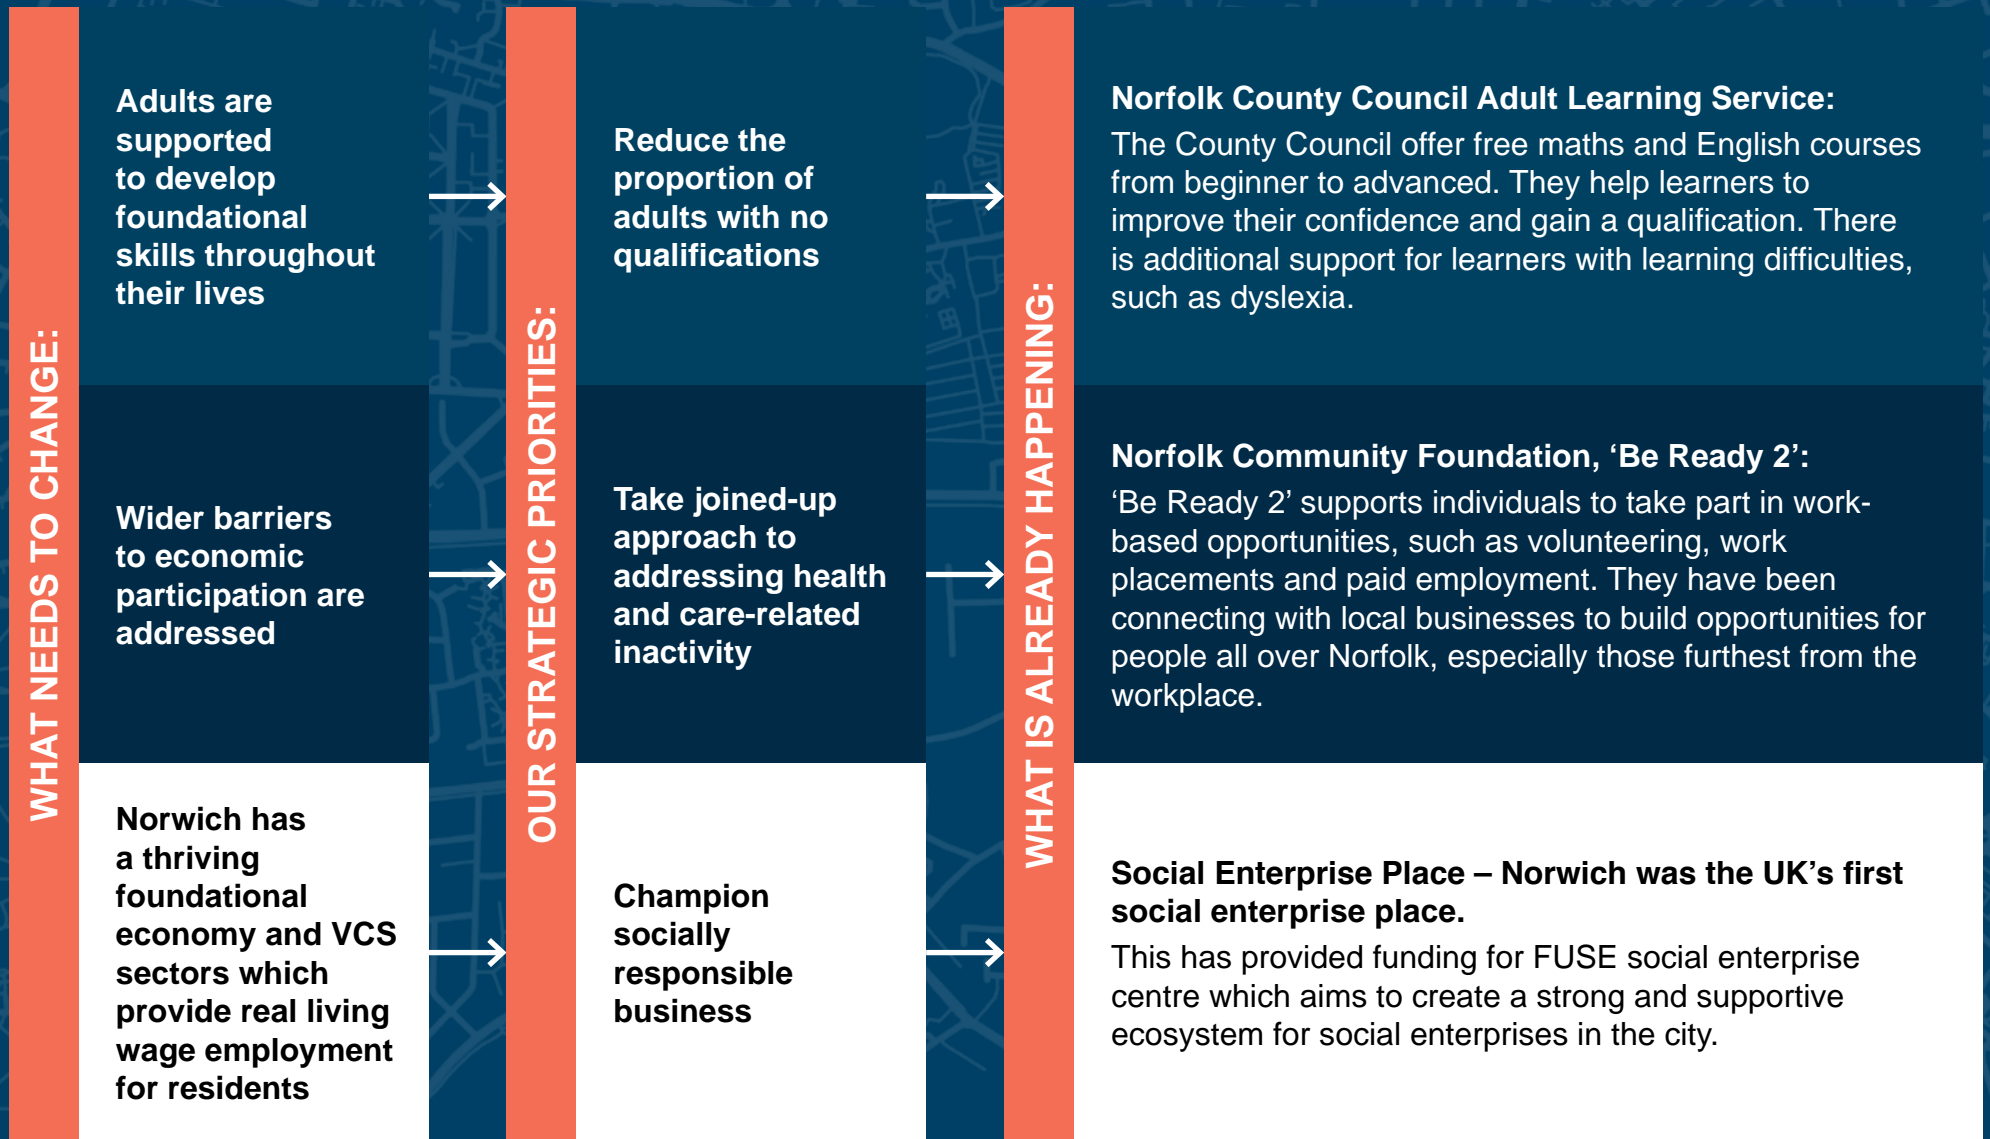 WHAT NEEDS TO CHANGE:
Adults are
supported
to develop
foundational
skills throughout
their lives
Wider barriers
to economic
participation are
addressed
Norwich has
a thriving
foundational
economy and VCS
sectors which
provide real living
wage employment
for residents
OUR STRATEGIC PRIORITIES:
Reduce the
proportion of
adults with no
qualifications
Take joined-up
approach to
addressing health
and care-related
inactivity
Champion
socially
responsible
business
WHAT IS ALREADY HAPPENING:
Norfolk County Council Adult Learning Service:
The County Council offer free maths and English courses
from beginner to advanced. They help learners to
improve their confidence and gain a qualification. There
is additional support for learners with learning difficulties,
such as dyslexia.
Norfolk Community Foundation, ‘Be Ready 2’:
‘Be Ready 2’ supports individuals to take part in work-
based opportunities, such as volunteering, work
placements and paid employment. They have been
connecting with local businesses to build opportunities for
people all over Norfolk, especially those furthest from the
workplace.
Social Enterprise Place – Norwich was the UK’s first
social enterprise place.
This has provided funding for FUSE social enterprise
centre which aims to create a strong and supportive
ecosystem for social enterprises in the city.